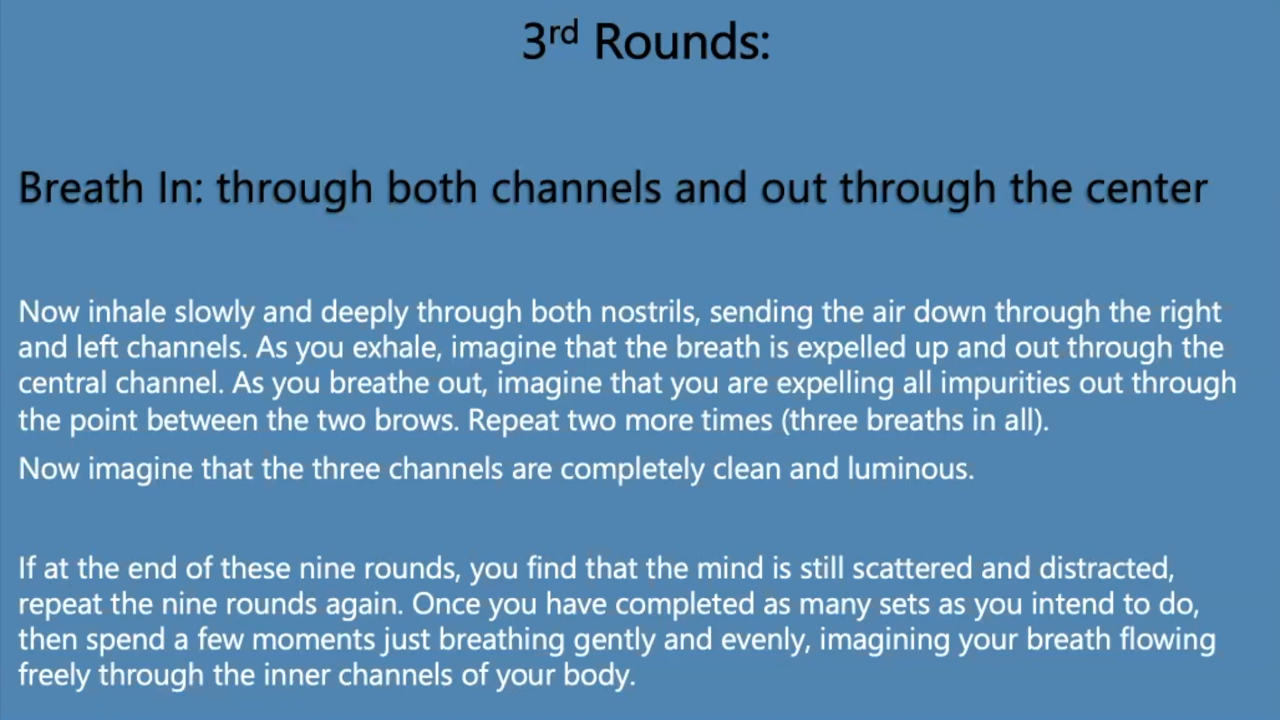 3rd Rounds:
Breath In: through both channels and out through the center
Now inhale slowly and deeply through both nostrils, sending the air down through the right
and left channels. As you exhale, imagine that the breath is expelled up and out through the
central channel. As you breathe out, imagine that you are expelling all impurities out through
the point between the two brows. Repeat two more times (three breaths in all).
Now imagine that the three channels are completely clean and luminous.
If at the end of these nine rounds, you find that the mind is still scattered and distracted,
repeat the nine rounds again. Once you have completed as many sets as you intend to do,
then spend a few moments just breathing gently and evenly, imagining your breath flowing
freely through the inner channels of your body.